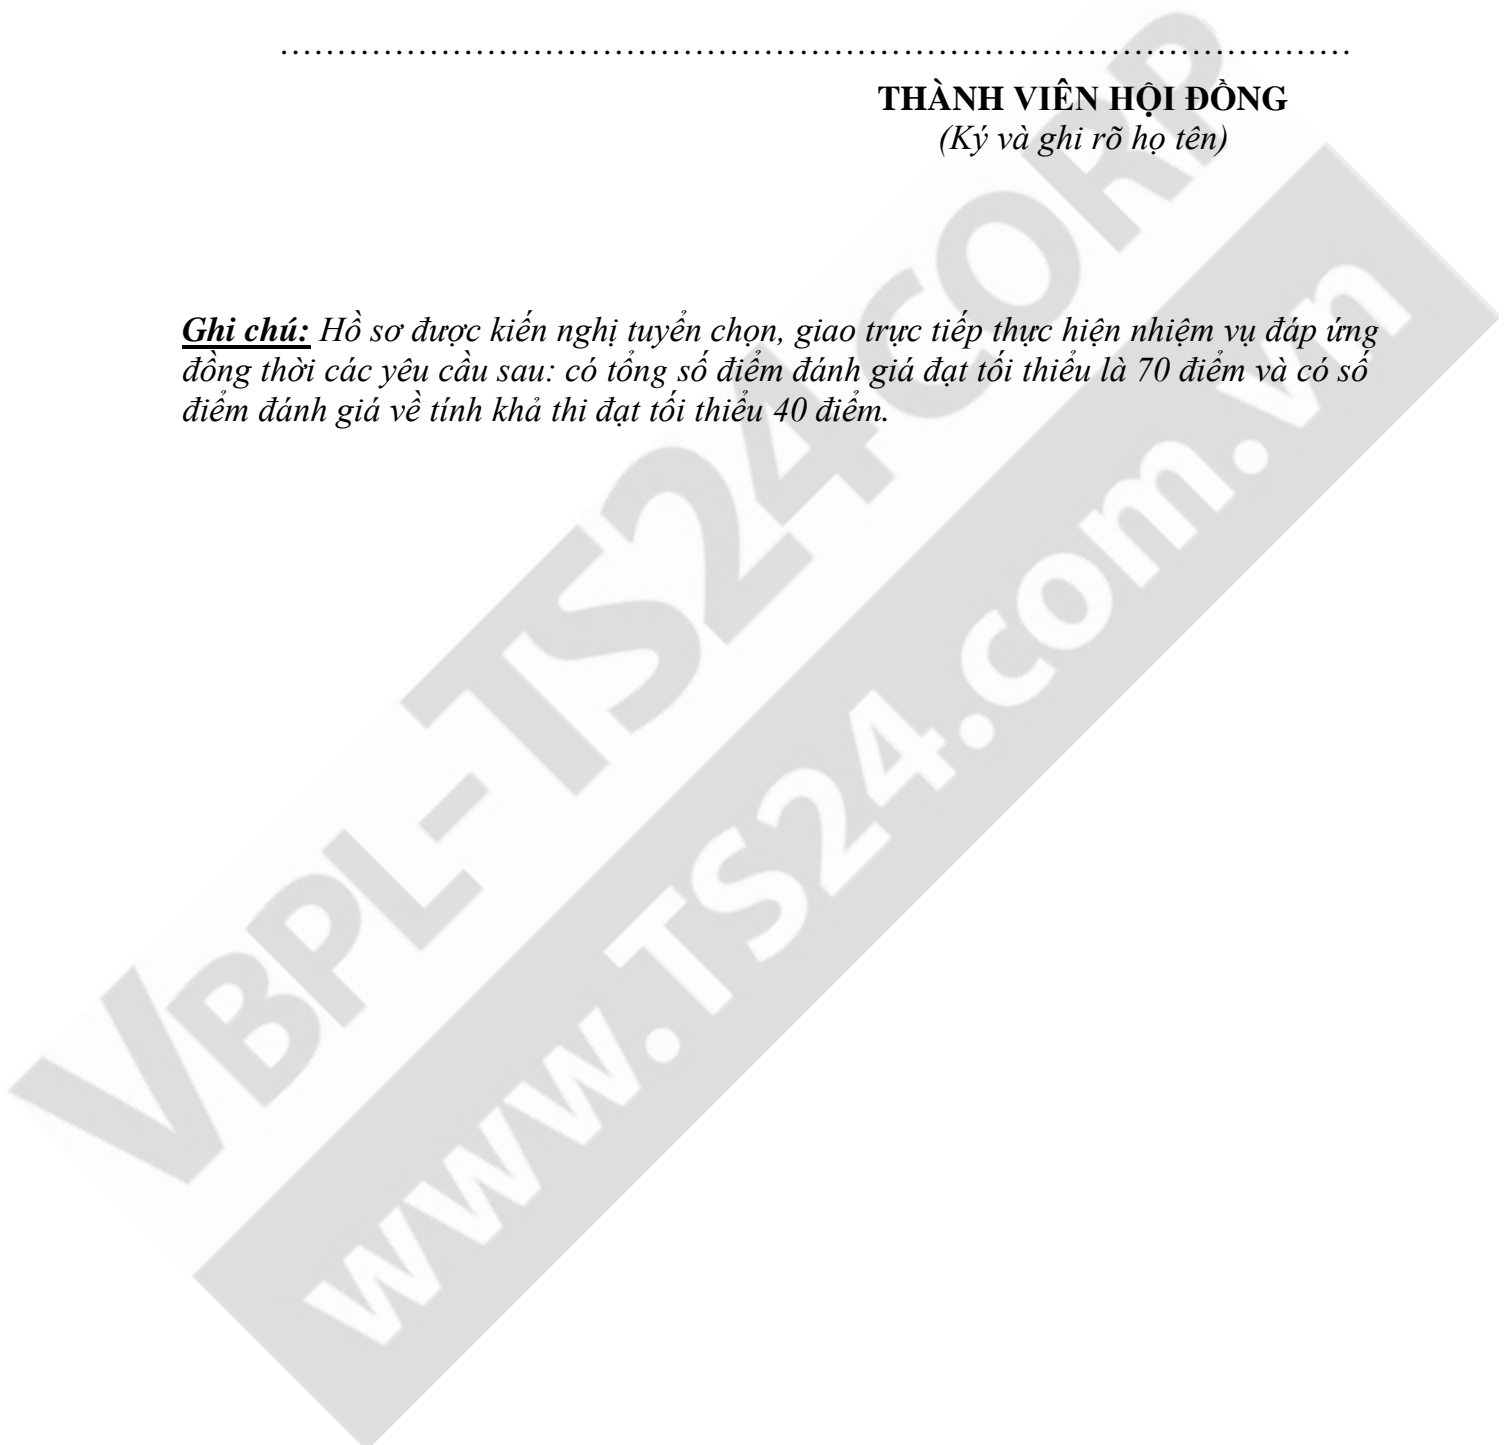 ……………………………………………………………………………………
THÀNH VIÊN HỘI ĐỒNG
(Ký và ghi rõ họ tên)
Ghi chú: Hồ sơ được kiến nghị tuyển chọn, giao trực tiếp thực hiện nhiệm vụ đáp ứng
đồng thời các yêu cầu sau: có tổng số điểm đánh giá đạt tối thiểu là 70 điểm và có số
điểm đánh giá về tính khả thi đạt tối thiểu 40 điểm.
VBPL-TS24CORP
www.TS24.com.vn